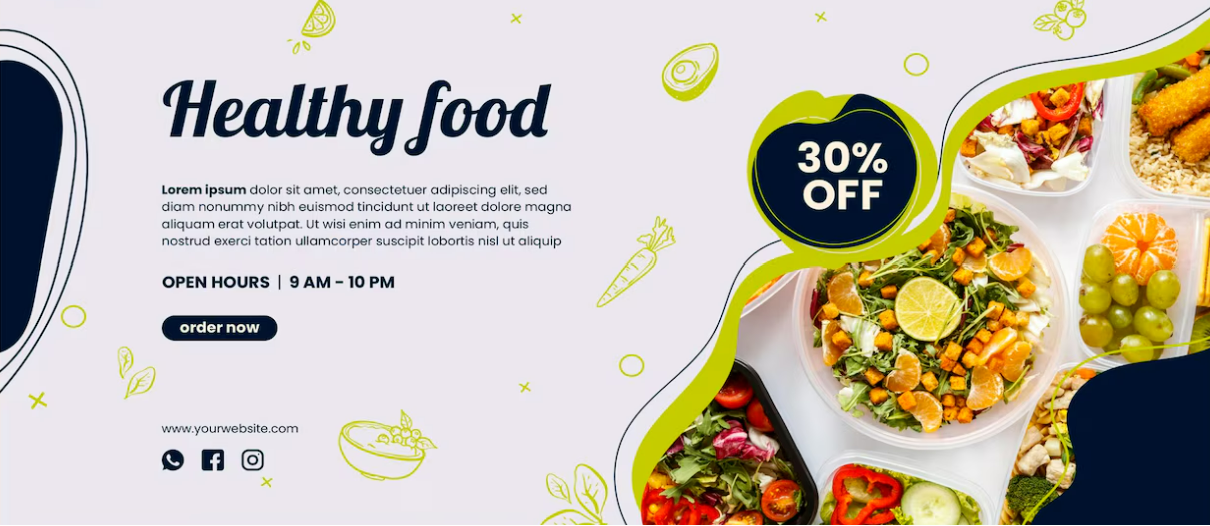 Healthy food
Lorem ipsum dolor sit amet, consectetuer adipiscing elit, sed
diam nonummy nibh euismod tincidunt ut laoreet dolore magna
aliquam erat volutpat. Ut wisi enim ad minim veniam, quis
nostrud exerci tation ullamcorper suscipit lobortis nisl ut aliquip
OPEN HOURS | 9 AM - 10 PM
order now
www.yourwebsite.com
30%
OFF